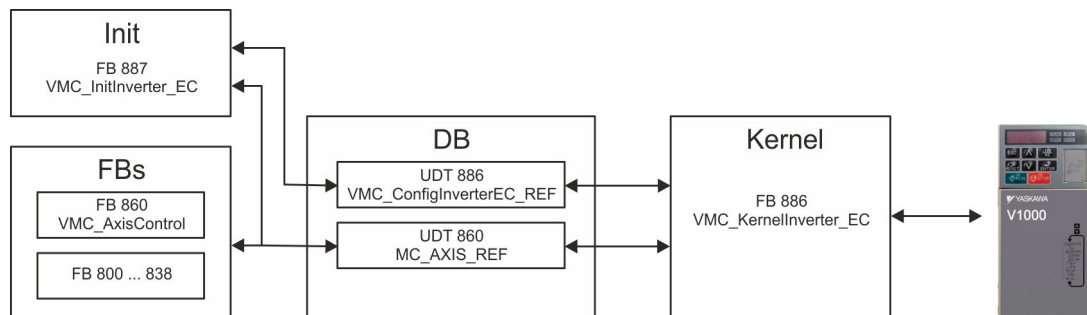 Init
FB 887
VMC_InitInverter_EC
FBs
FB 860
VMC_AxisControl
FB 800 ... 838
DB
UDT 886
VMC_ConfigInverterEC_REF
UDT 860
MC_AXIS_REF
Kernel
FB 886
VMC_KernelInverter_EC
YASKAWA
V1000